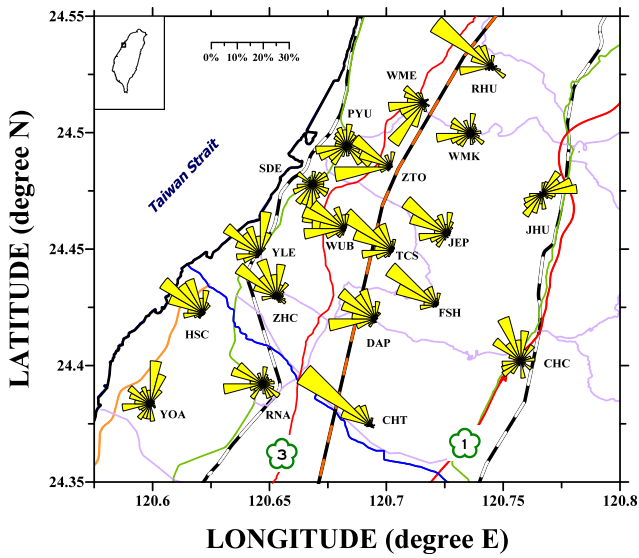 24.55
24.5
24.45
24.4
24.35
LATITUDE (degree N)
0% 10% 20% 30%
Taiwan Strait
WME
RHU
PYU
WMK
ZTO
SDE
JHU
WUB
JEP
YLE
TCS
ZHC
FSH
HSC
DAP
CHC
YOA
RNA
CHT
3
1
120.6 120.65 120.7 120.75 120.8
LONGITUDE (degree E)